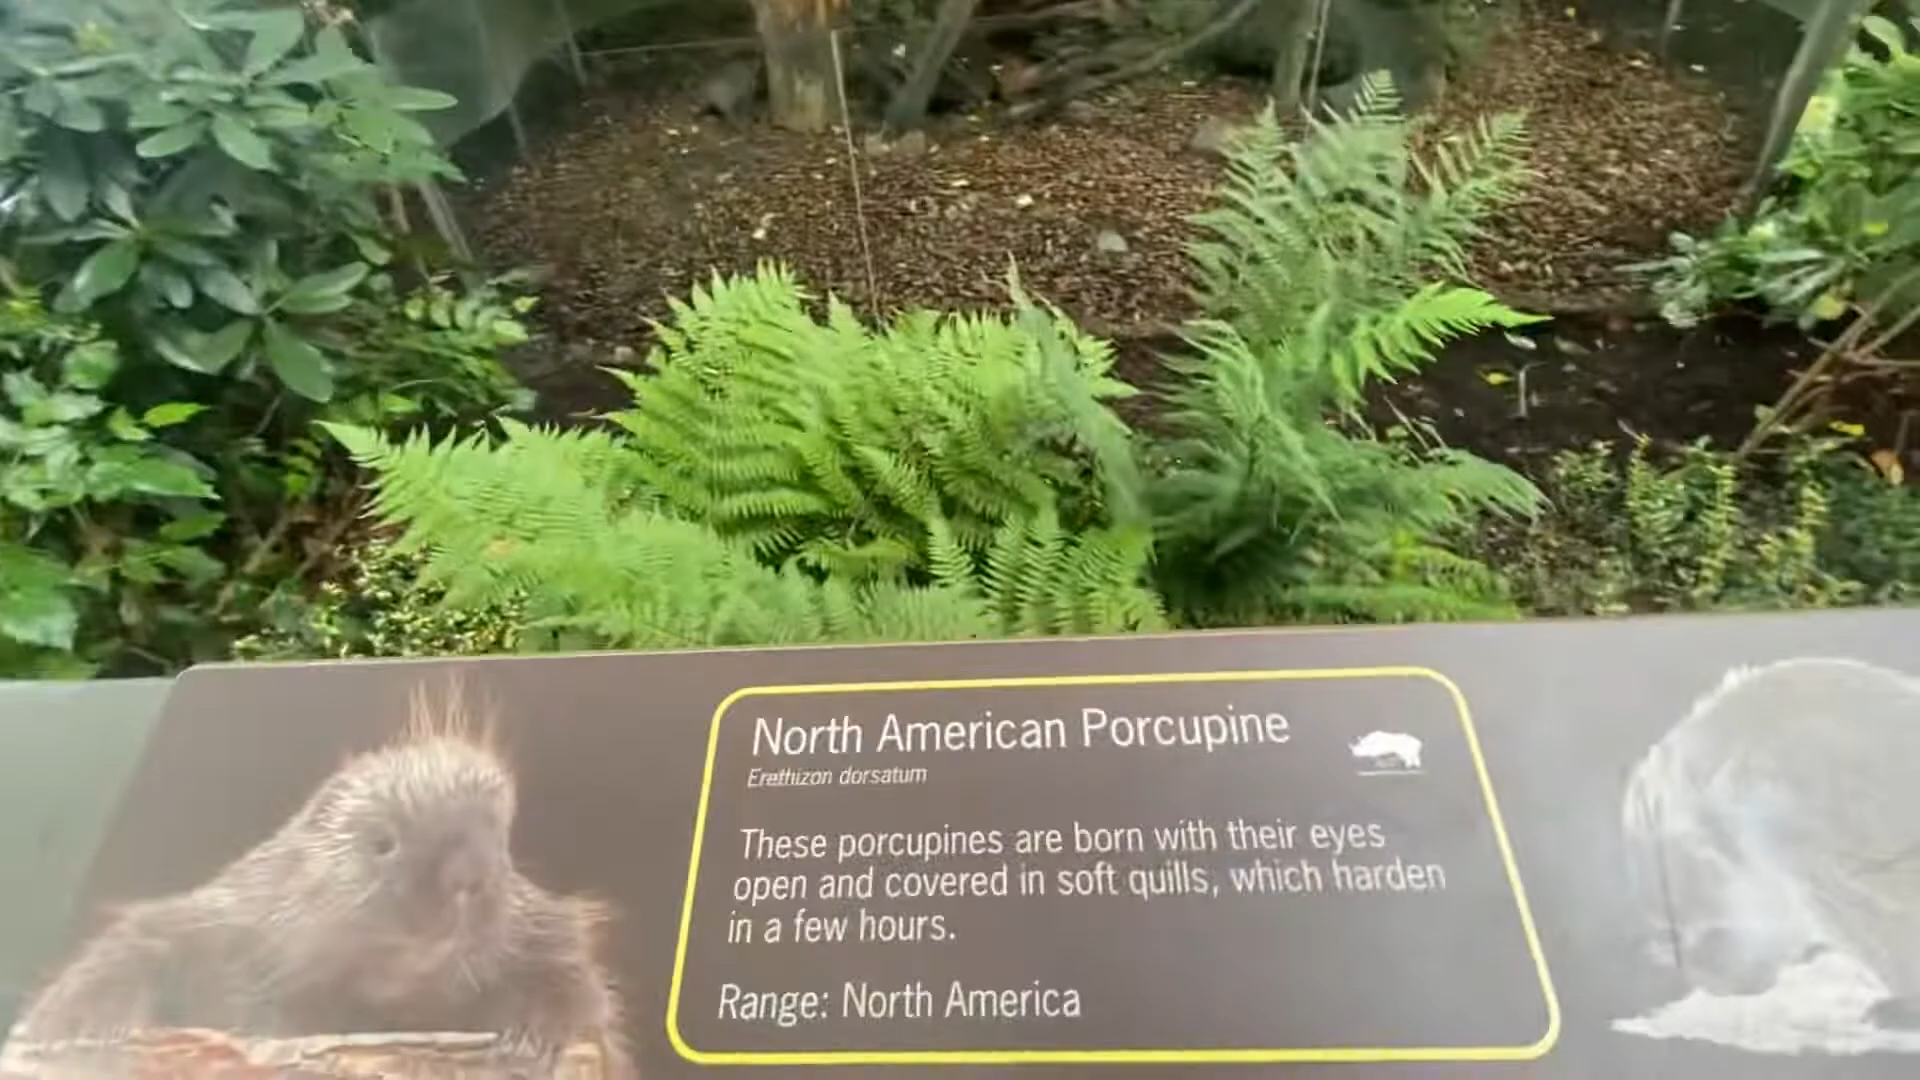 North American Porcupine
Erethizon dorsatum
These porcupines are born with their eyes
open and covered in soft quills, which harden
in a few hours.
Range: North America